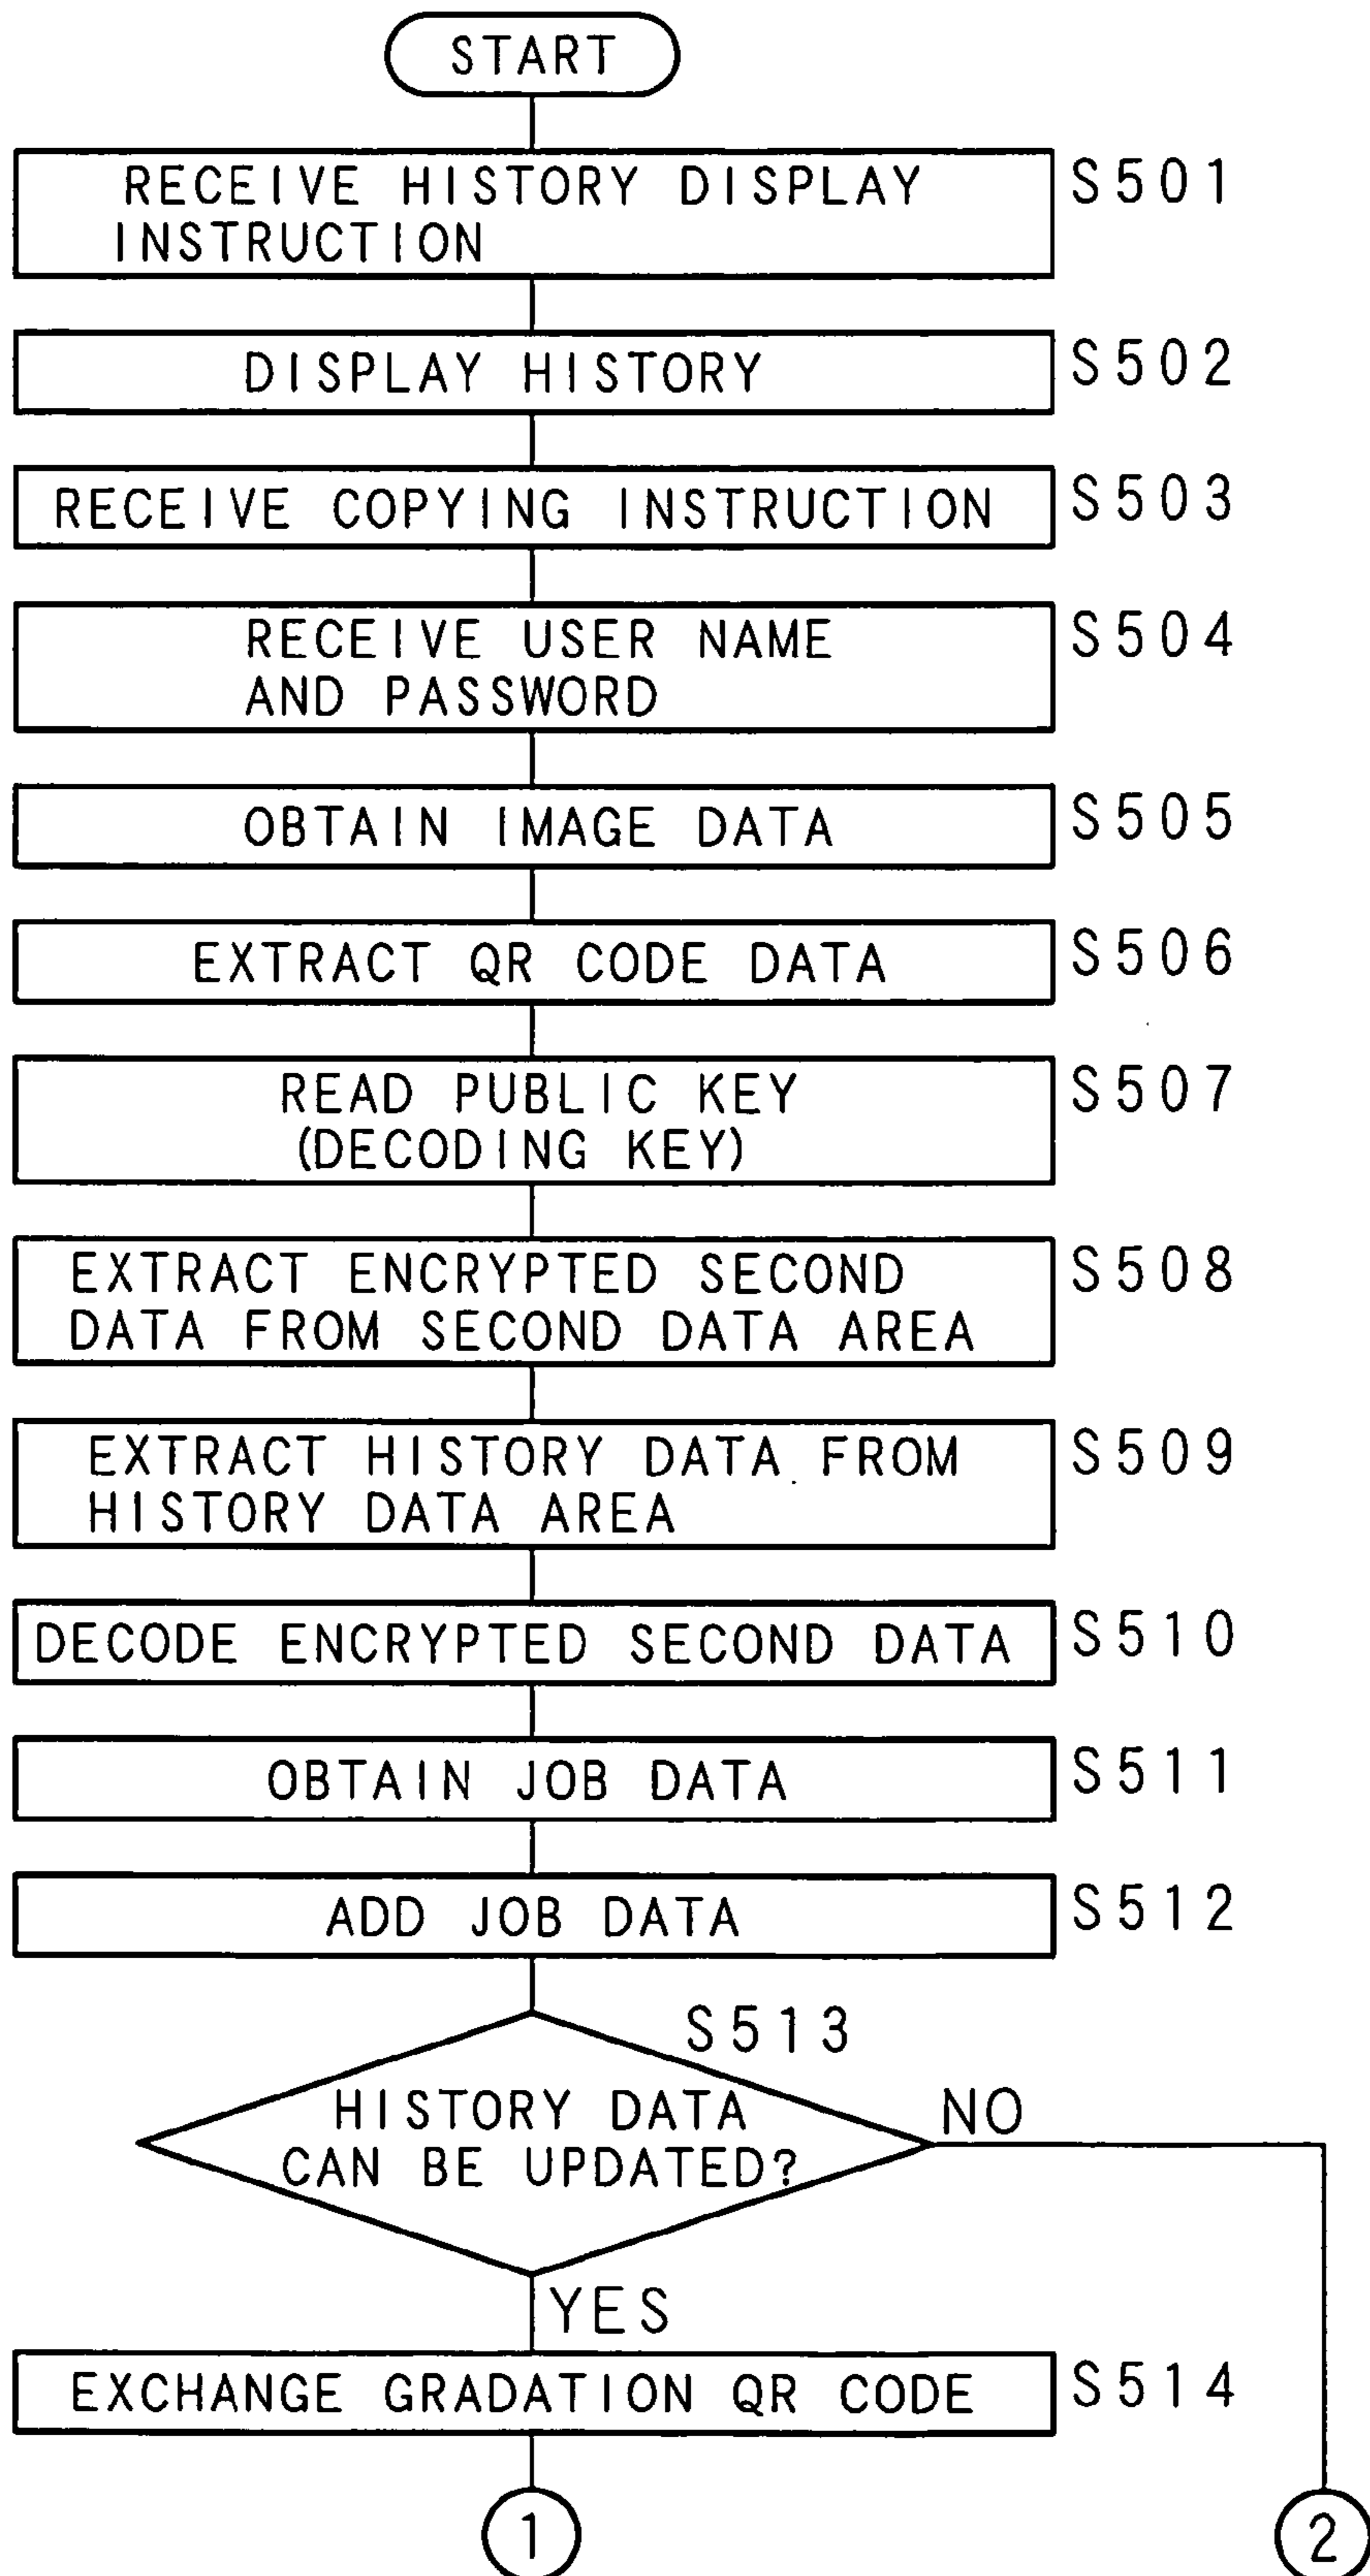 START
RECEIVE HISTORY DISPLAY
INSTRUCTION
S501
DISPLAY HISTORY
S502
RECEIVE COPYING INSTRUCTION
S503
RECEIVE USER NAME
AND PASSWORD
S504
OBTAIN IMAGE DATA
S505
EXTRACT QR CODE DATA
S506
READ PUBLIC KEY
(DECODING KEY)
S507
EXTRACT ENCRYPTED SECOND
DATA FROM SECOND DATA AREA
S508
EXTRACT HISTORY DATA FROM
HISTORY DATA AREA
S509
DECODE ENCRYPTED SECOND DATA
S510
OBTAIN JOB DATA
S511
ADD JOB DATA
S512
S513
HISTORY DATA
CAN BE UPDATED?
NO
YES
EXCHANGE GRADATION QR CODE
S514
1
2